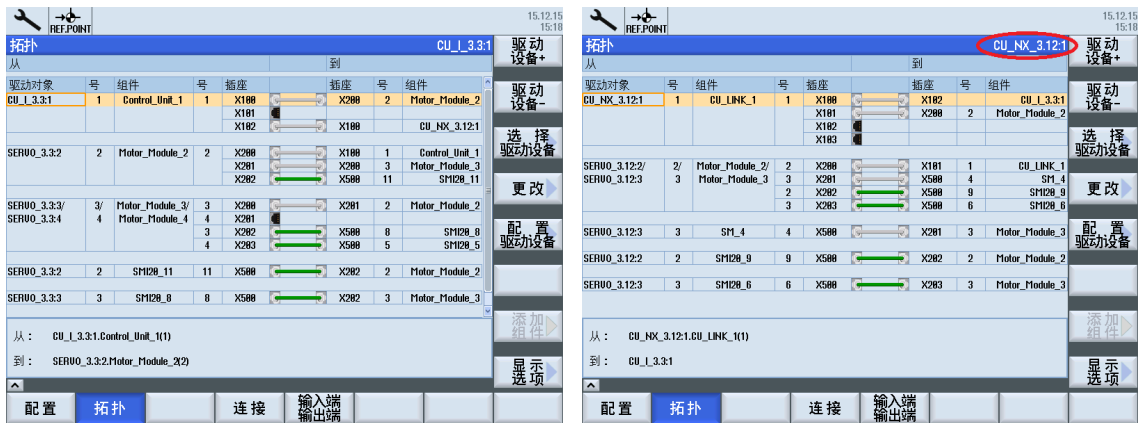 REF.POINT
15.12.15
15:18
拓扑 CU_I_3.3:1
从 到
驱动对象 号 组件 号 插座 插座 号 组件
CU_I_3.3:1 1 Control_Unit_1 1 X100 X200 2 Motor_Module_2
X101
X102 X100 CU_NX_3.12:1
SERVO_3.3:2 2 Motor_Module_2 2 X200 X100 1 Control_Unit_1
X201 X200 3 Motor_Module_3
X202 X500 11 SMI20_11
SERVO_3.3:3/ 3/ Motor_Module_3/ 3 X200 X201 2 Motor_Module_2
SERVO_3.3:4 4 Motor_Module_4 4 X201
3 X202 X500 8 SMI20_8
4 X203 X500 5 SMI20_5
SERVO_3.3:2 2 SMI20_11 11 X500 X202 2 Motor_Module_2
SERVO_3.3:3 3 SMI20_8 8 X500 X202 3 Motor_Module_3
从： CU_I_3.3:1.Control_Unit_1(1)
到： SERVO_3.3:2.Motor_Module_2(2)
驱动
设备+
驱动
设备-
选择
驱动设备
更改
配置
驱动设备
添加
组件
显示
选项
配置 拓扑 连接 输入端
输出端
REF.POINT
15.12.15
15:18
拓扑 CU_NX_3.12:1
从 到
驱动对象 号 组件 号 插座 插座 号 组件
CU_NX_3.12:1 1 CU_LINK_1 1 X100 X102 CU_I_3.3:1
X101 X200 2 Motor_Module_2
X102
X103
SERVO_3.12:2/ 2/ Motor_Module_2/ 2 X200 X101 1 CU_LINK_1
SERVO_3.12:3 3 Motor_Module_3 3 X201 X500 4 SM_4
2 X202 X500 9 SMI20_9
3 X203 X500 6 SMI20_6
SERVO_3.12:3 3 SM_4 4 X500 X201 3 Motor_Module_3
SERVO_3.12:2 2 SMI20_9 9 X500 X202 2 Motor_Module_2
SERVO_3.12:3 3 SMI20_6 6 X500 X203 3 Motor_Module_3
从： CU_NX_3.12:1.CU_LINK_1(1)
到： CU_I_3.3:1
驱动
设备+
驱动
设备-
选择
驱动设备
更改
配置
驱动设备
添加
组件
显示
选项
配置 拓扑 连接 输入端
输出端